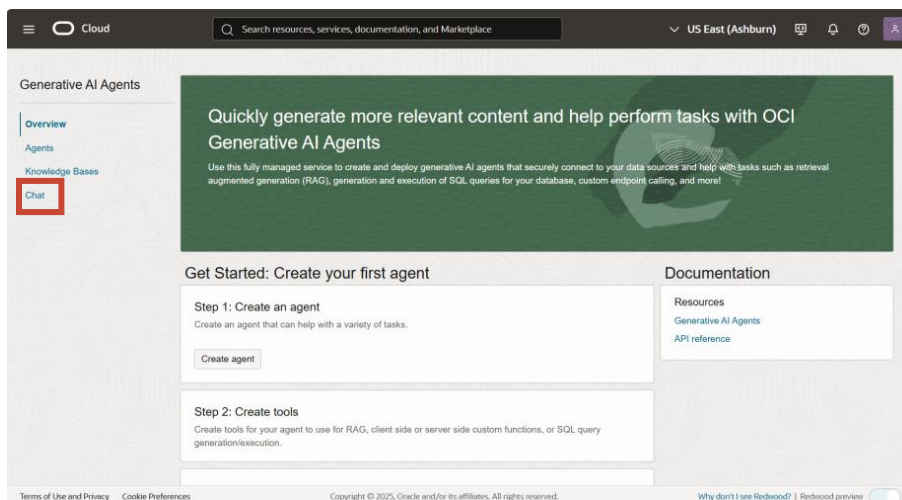 Cloud
Search resources, services, documentation, and Marketplace
US East (Ashburn)
Generative AI Agents
Overview
Agents
Knowledge Bases
Chat
Quickly generate more relevant content and help perform tasks with OCI
Generative AI Agents
Use this fully managed service to create and deploy generative AI agents that securely connect to your data sources and help with tasks such as retrieval
augmented generation (RAG), generation and execution of SQL queries for your database, custom endpoint calling, and more!
Get Started: Create your first agent
Step 1: Create an agent
Create an agent that can help with a variety of tasks.
Create agent
Step 2: Create tools
Create tools for your agent to use for RAG, client side or server side custom functions, or SQL query
generation/execution.
Documentation
Resources
Generative AI Agents
API reference
Terms of Use and Privacy Cookie Preferences
Copyright © 2025, Oracle and/or its affiliates. All rights reserved.
Why don't I see Redwood? | Redwood preview